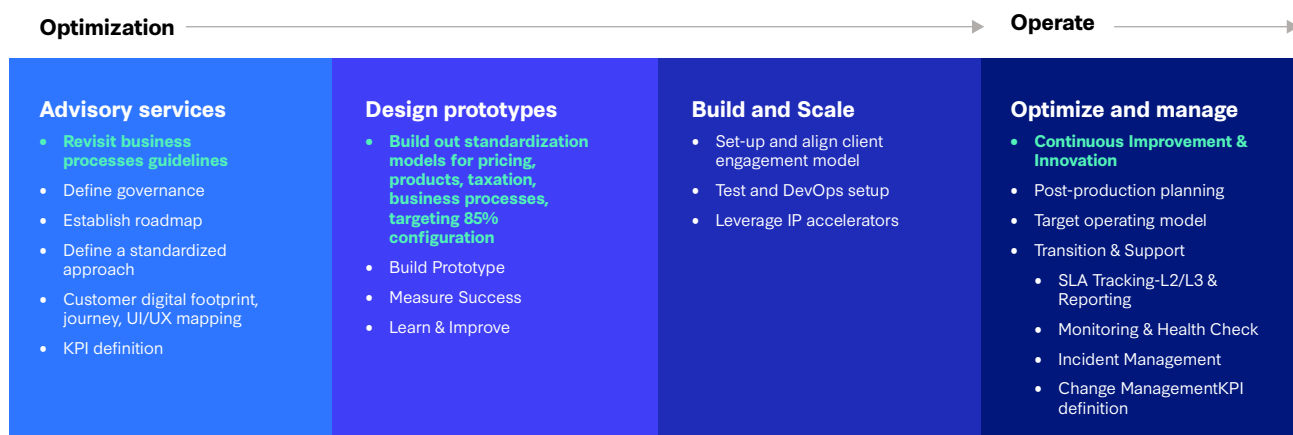 Optimization
Operate
Advisory services
• Revisit business
processes guidelines
• Define governance
• Establish roadmap
• Define a standardized
approach
• Customer digital footprint,
journey, UI/UX mapping
• KPI definition
Design prototypes
• Build out standardization
models for pricing,
products, taxation,
business processes,
targeting 85%
configuration
• Build Prototype
• Measure Success
• Learn & Improve
Build and Scale
• Set-up and align client
engagement model
• Test and DevOps setup
• Leverage IP accelerators
Optimize and manage
• Continuous Improvement &
Innovation
• Post-production planning
• Target operating model
• Transition & Support
• SLA Tracking-L2/L3 &
Reporting
• Monitoring & Health Check
• Incident Management
• Change ManagementKPI
definition